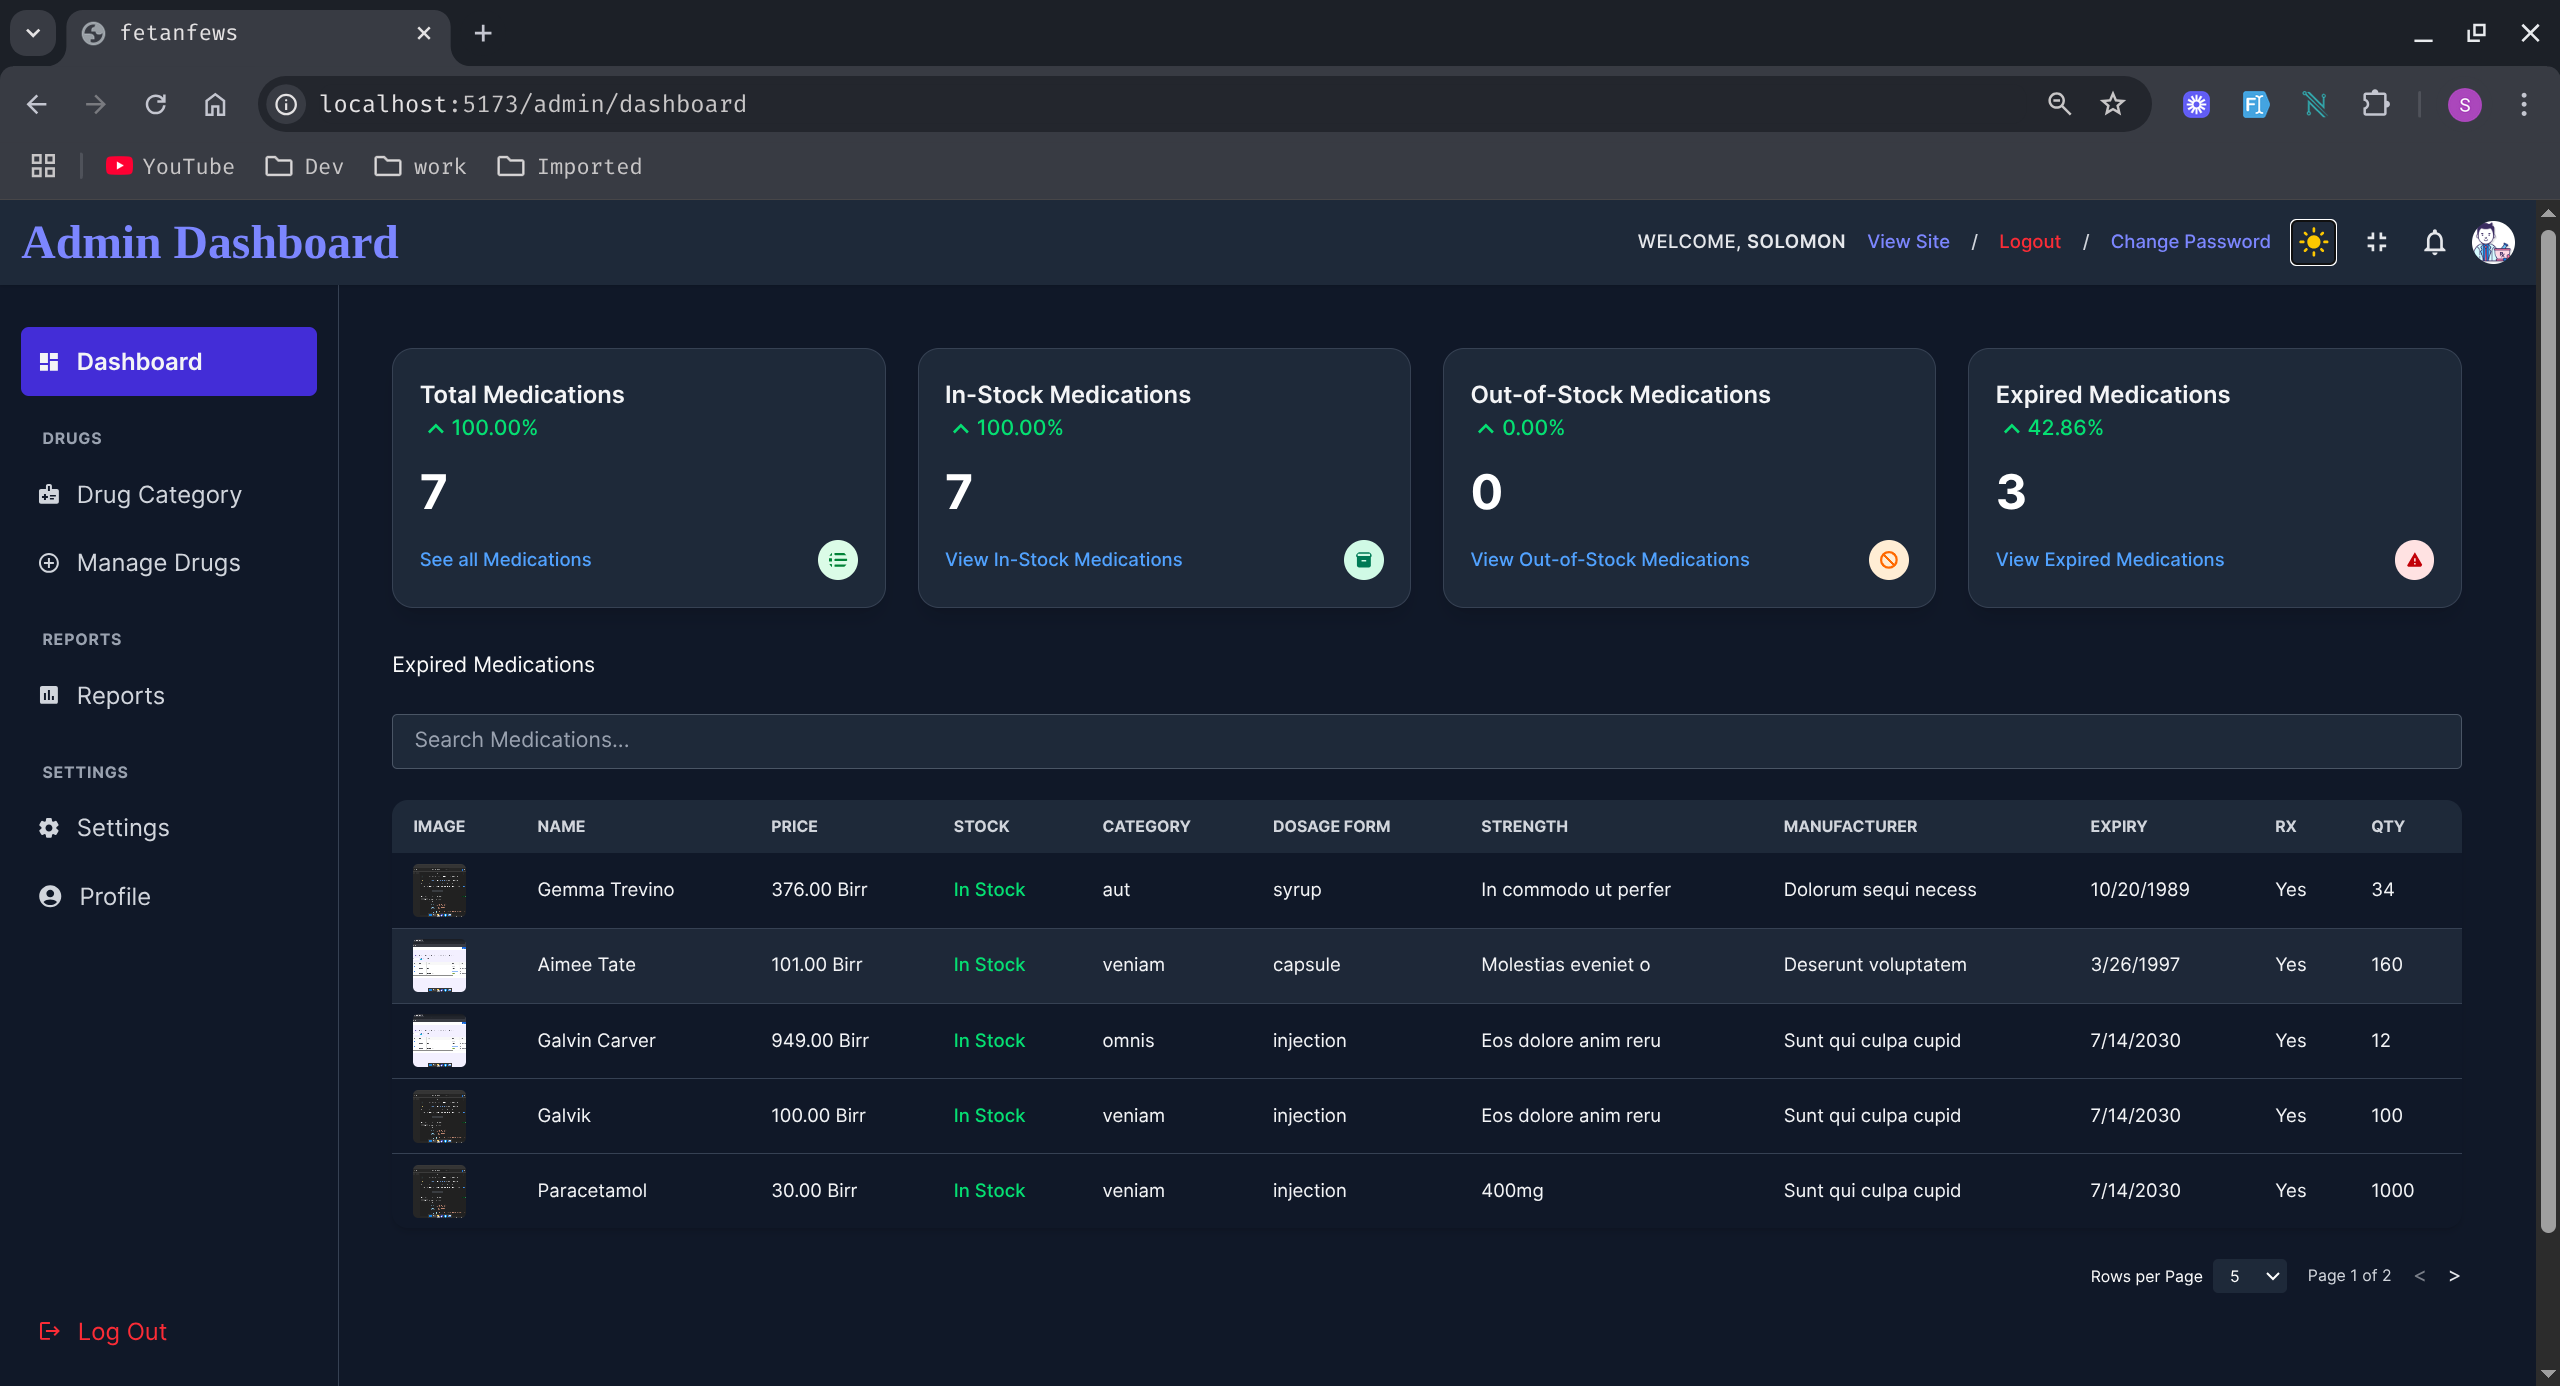 fetanfews
localhost:5173/admin/dashboard
S
YouTube Dev work Imported
Admin Dashboard
WELCOME, SOLOMON View Site / Logout / Change Password
Dashboard
DRUGS
Drug Category
Manage Drugs
REPORTS
Reports
SETTINGS
Settings
Profile
Log Out
Total Medications
100.00%
7
See all Medications
In-Stock Medications
100.00%
7
View In-Stock Medications
Out-of-Stock Medications
0.00%
0
View Out-of-Stock Medications
Expired Medications
42.86%
3
View Expired Medications
Expired Medications
Search Medications...
IMAGE NAME PRICE STOCK CATEGORY DOSAGE FORM STRENGTH MANUFACTURER EXPIRY RX QTY
Gemma Trevino 376.00 Birr In Stock aut syrup In commodo ut perfer Dolorum sequi necess 10/20/1989 Yes 34
Aimee Tate 101.00 Birr In Stock veniam capsule Molestias eveniet o Deserunt voluptatem 3/26/1997 Yes 160
Galvin Carver 949.00 Birr In Stock omnis injection Eos dolore anim reru Sunt qui culpa cupid 7/14/2030 Yes 12
Galvik 100.00 Birr In Stock veniam injection Eos dolore anim reru Sunt qui culpa cupid 7/14/2030 Yes 100
Paracetamol 30.00 Birr In Stock veniam injection 400mg Sunt qui culpa cupid 7/14/2030 Yes 1000
Rows per Page 5 Page 1 of 2 < >